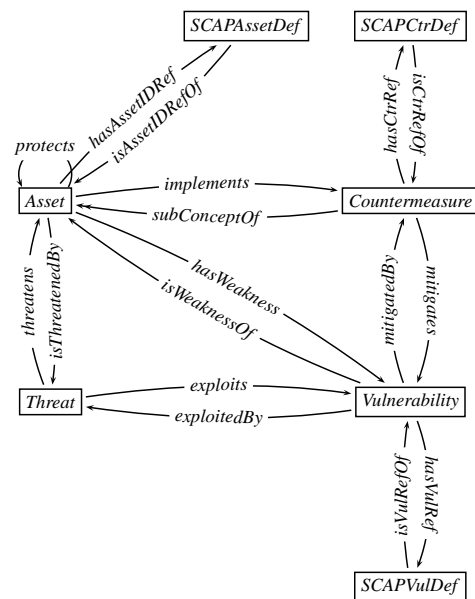 SCAPAssetDef
SCAPCtrDef
hasAssetIDRef
isAssetIDRefOf
hasCtrRef
isCtrRefOf
protects
Asset
implements
subConceptOf
Countermeasure
threatens
isThreatenedBy
hasWeakness
isWeaknessOf
mitigatedBy
mitigates
Threat
exploits
exploitedBy
Vulnerability
isVulRefOf
hasVulRef
SCAPVulDef